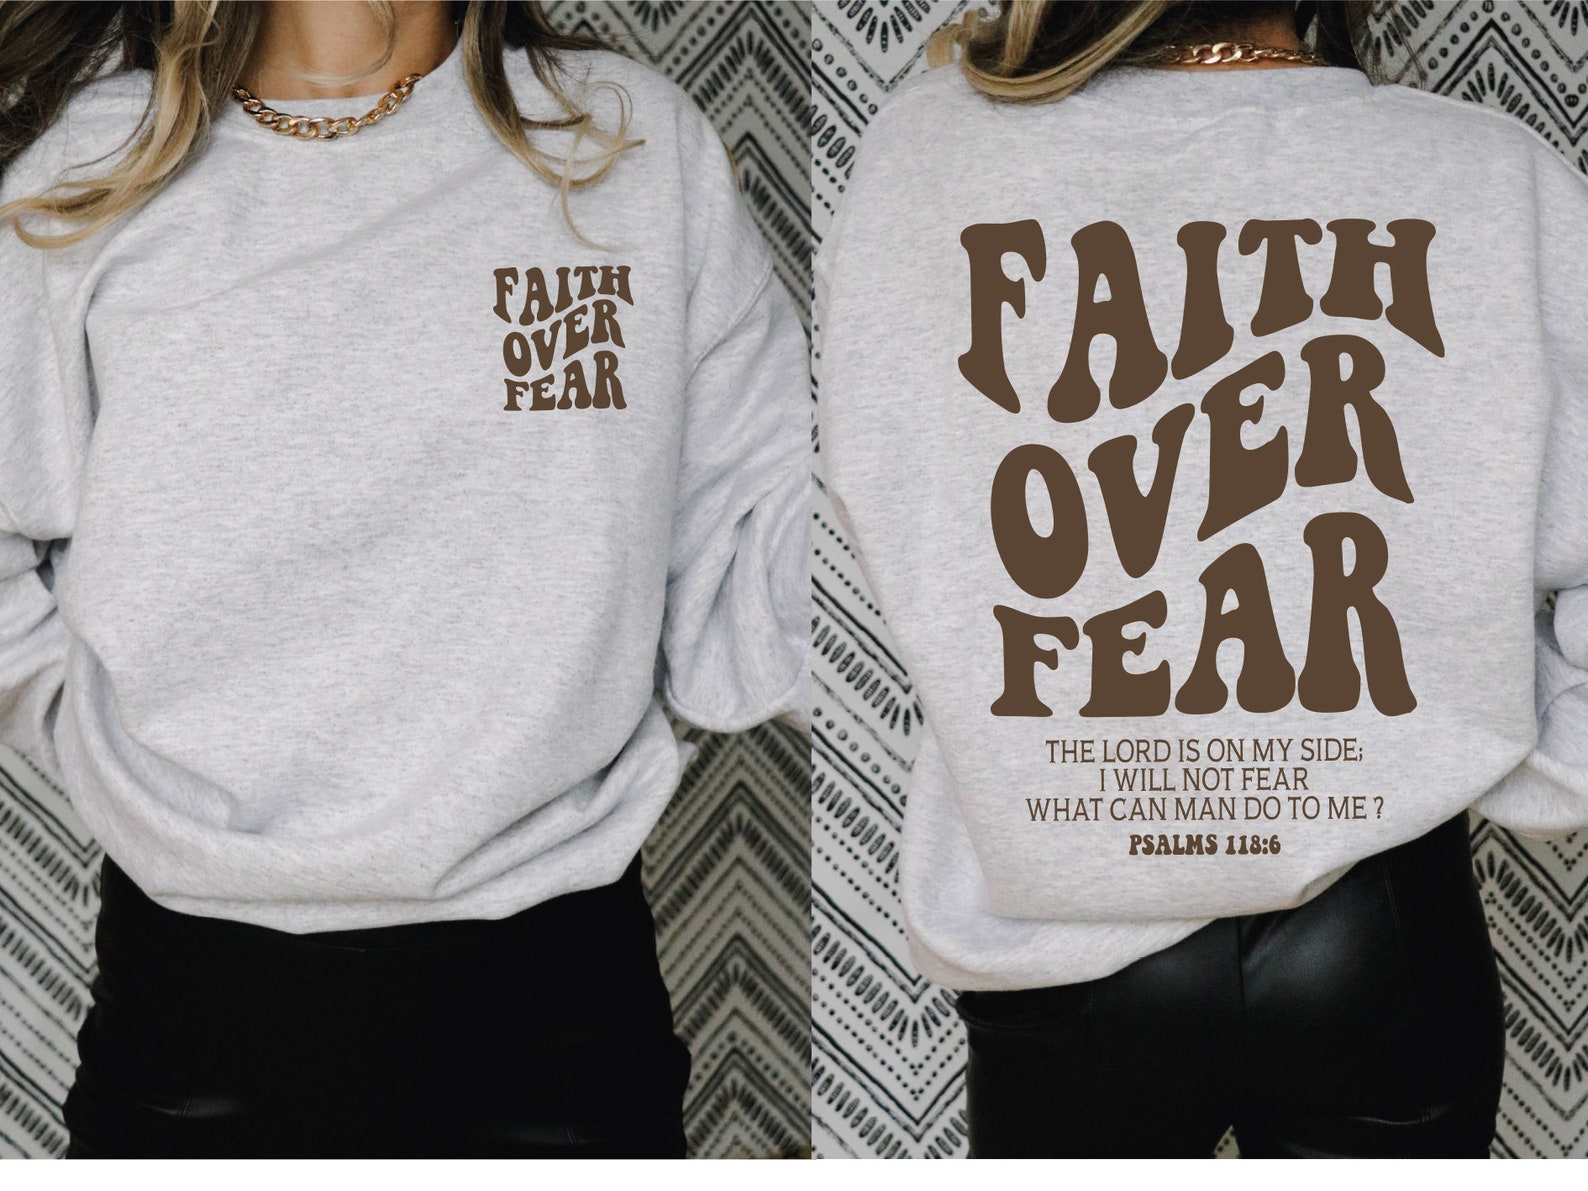 FAITH
OVER
FEAR
FAITH
OVER
FEAR
THE LORD IS ON MY SIDE;
I WILL NOT FEAR
WHAT CAN MAN DO TO ME ?
PSALMS 118:6